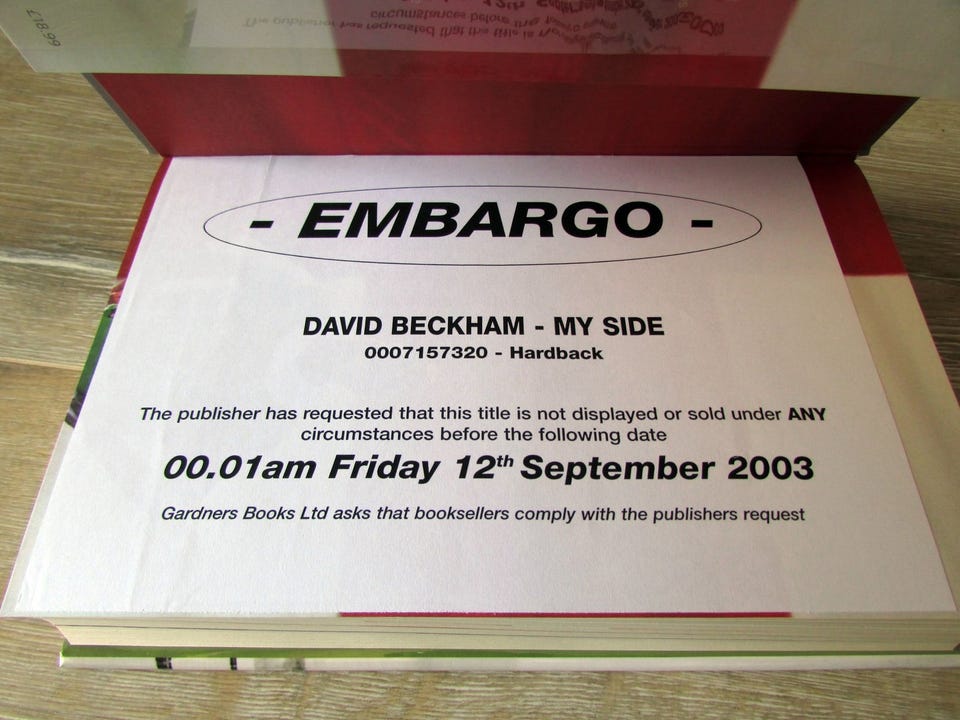 £18.99
- EMBARGO -
DAVID BECKHAM - MY SIDE
0007157320 - Hardback
The publisher has requested that this title is not displayed or sold under ANY
circumstances before the following date
00.01am Friday 12th September 2003
Gardners Books Ltd asks that booksellers comply with the publishers request